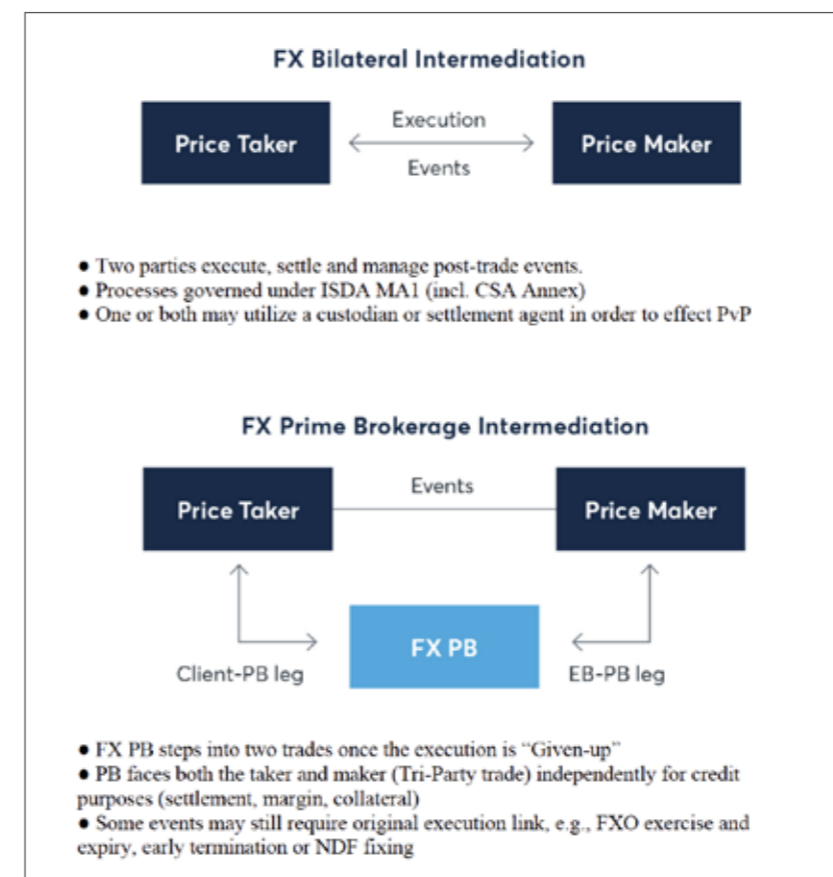 FX Bilateral Intermediation
Price Taker
Execution
Events
Price Maker
● Two parties execute, settle and manage post-trade events.
● Processes governed under ISDA MA1 (incl. CSA Annex)
● One or both may utilize a custodian or settlement agent in order to effect PvP
FX Prime Brokerage Intermediation
Price Taker
Events
Price Maker
FX PB
Client-PB leg
EB-PB leg
● FX PB steps into two trades once the execution is “Given-up”
● PB faces both the taker and maker (Tri-Party trade) independently for credit
purposes (settlement, margin, collateral)
● Some events may still require original execution link, e.g., FXO exercise and
expiry, early termination or NDF fixing